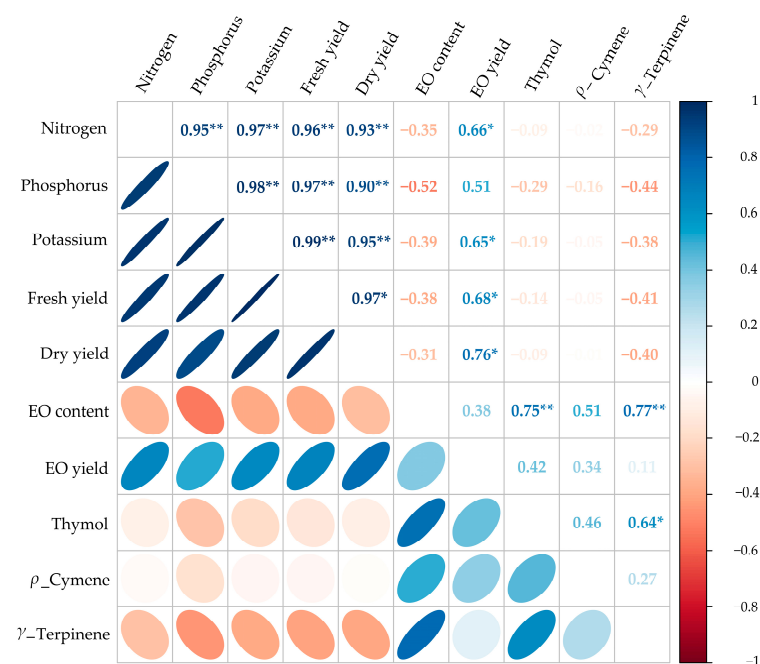 Nitrogen Phosphorus Potassium Fresh yield Dry yield EO content EO yield Thymol ρ_Cymene γ_Terpinene
Nitrogen 0.95** 0.97** 0.96** 0.93** −0.35 0.66* −0.09 −0.29 1
Phosphorus 0.98** 0.97** 0.90** −0.52 0.51 −0.29 −0.16 −0.44 0.8
Potassium 0.99** 0.95** −0.39 0.65* −0.19 −0.38 0.6
Fresh yield 0.97* −0.38 0.68* −0.14 −0.41 0.4
Dry yield −0.31 0.76* −0.09 −0.40 0.2
EO content 0.38 0.75** 0.51 0.77** 0
EO yield 0.42 0.34 0.11 −0.2
Thymol 0.46 0.64* −0.4
ρ_Cymene 0.27 −0.6
γ_Terpinene 0.8
−1